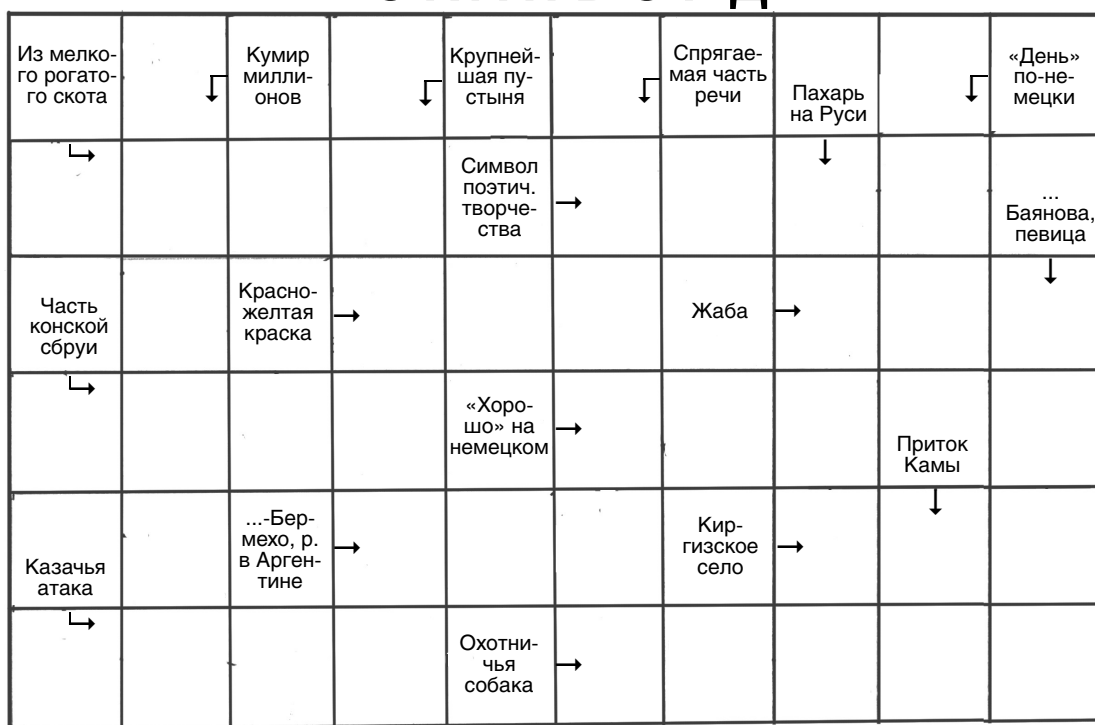 Из мелко-
го рогато-
го скота
Кумир
милли-
онов
Крупней-
шая пу-
стыня
Спрягае-
мая часть
речи
Пахарь
на Руси
«День»
по-не-
мецки
Символ
поэтич.
творче-
ства
...
Баянова,
певица
Часть
конской
сбруи
Красно-
желтая
краска
Жаба
«Хоро-
шо» на
немецком
Приток
Камы
Казачья
атака
...-Бер-
мехо, р.
в Арген-
тине
Кир-
гизское
село
Охотни-
чья
собака